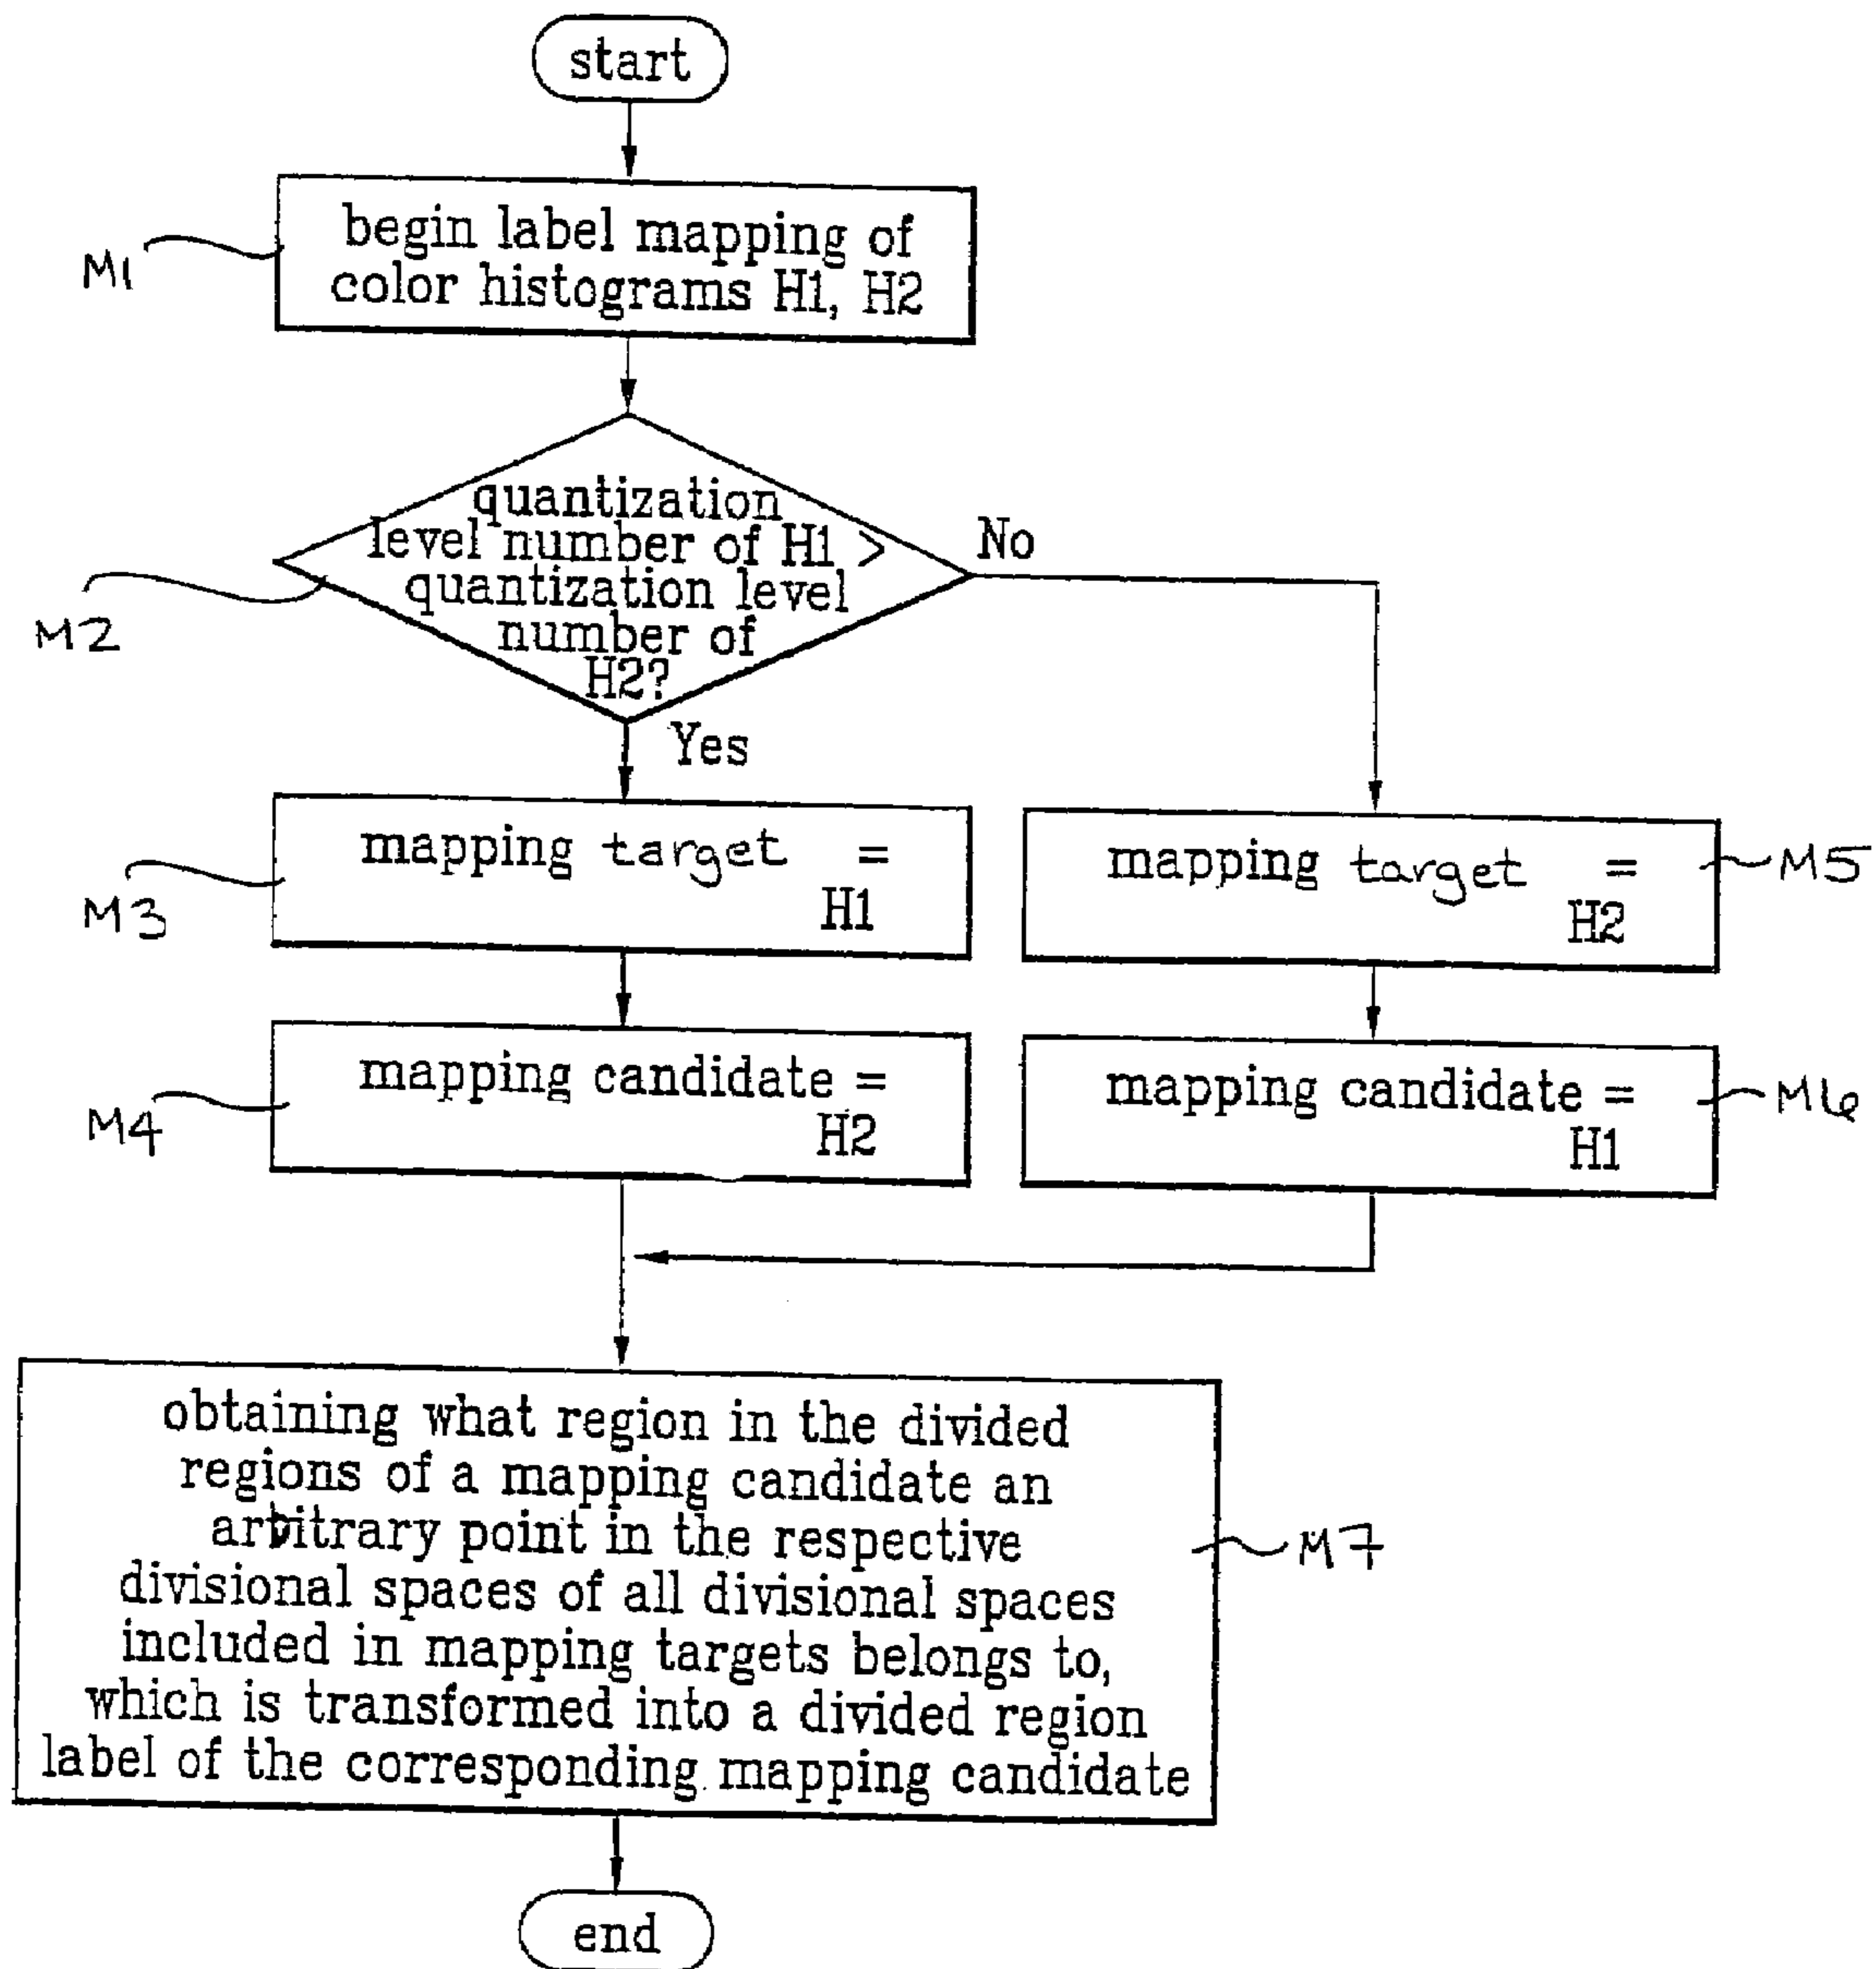 start
M1
begin label mapping of
color histograms H1, H2
M2
quantization
level number of H1 >
quantization level
number of
H2?
No
Yes
M3
mapping target =
H1
mapping target =
H2
M5
M4
mapping candidate =
H2
mapping candidate =
H1
M6
obtaining what region in the divided
regions of a mapping candidate an
arbitrary point in the respective
divisional spaces of all divisional spaces
included in mapping targets belongs to,
which is transformed into a divided region
label of the corresponding mapping candidate
M7
end